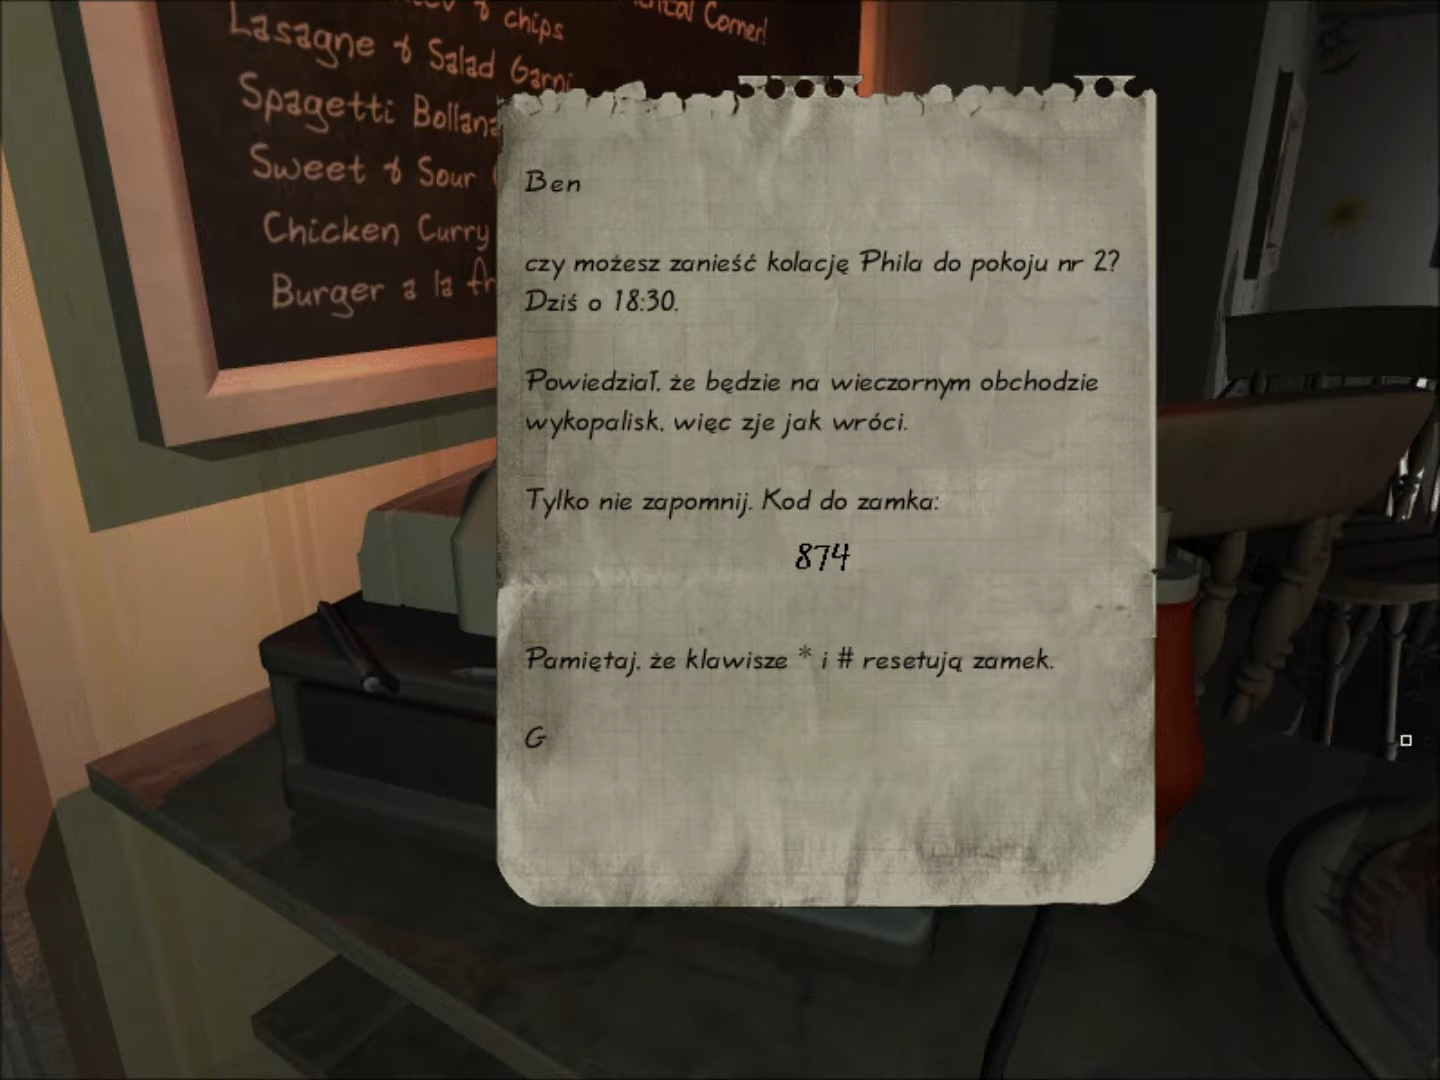 & chips
Corner!
Lasagne & Salad Garni
Spagetti
Sweet & Sour
Chicken Curry
Burger a la
Ben
czy możesz zanieść kolację Phila do pokoju nr 2?
Dziś o 18:30.
Powiedział, że będzie na wieczornym obchodzie
wykopalisk, więc zje jak wróci.
Tylko nie zapomnij. Kod do zamka:
874
Pamiętaj, że klawisze * i # resetują zamek.
G